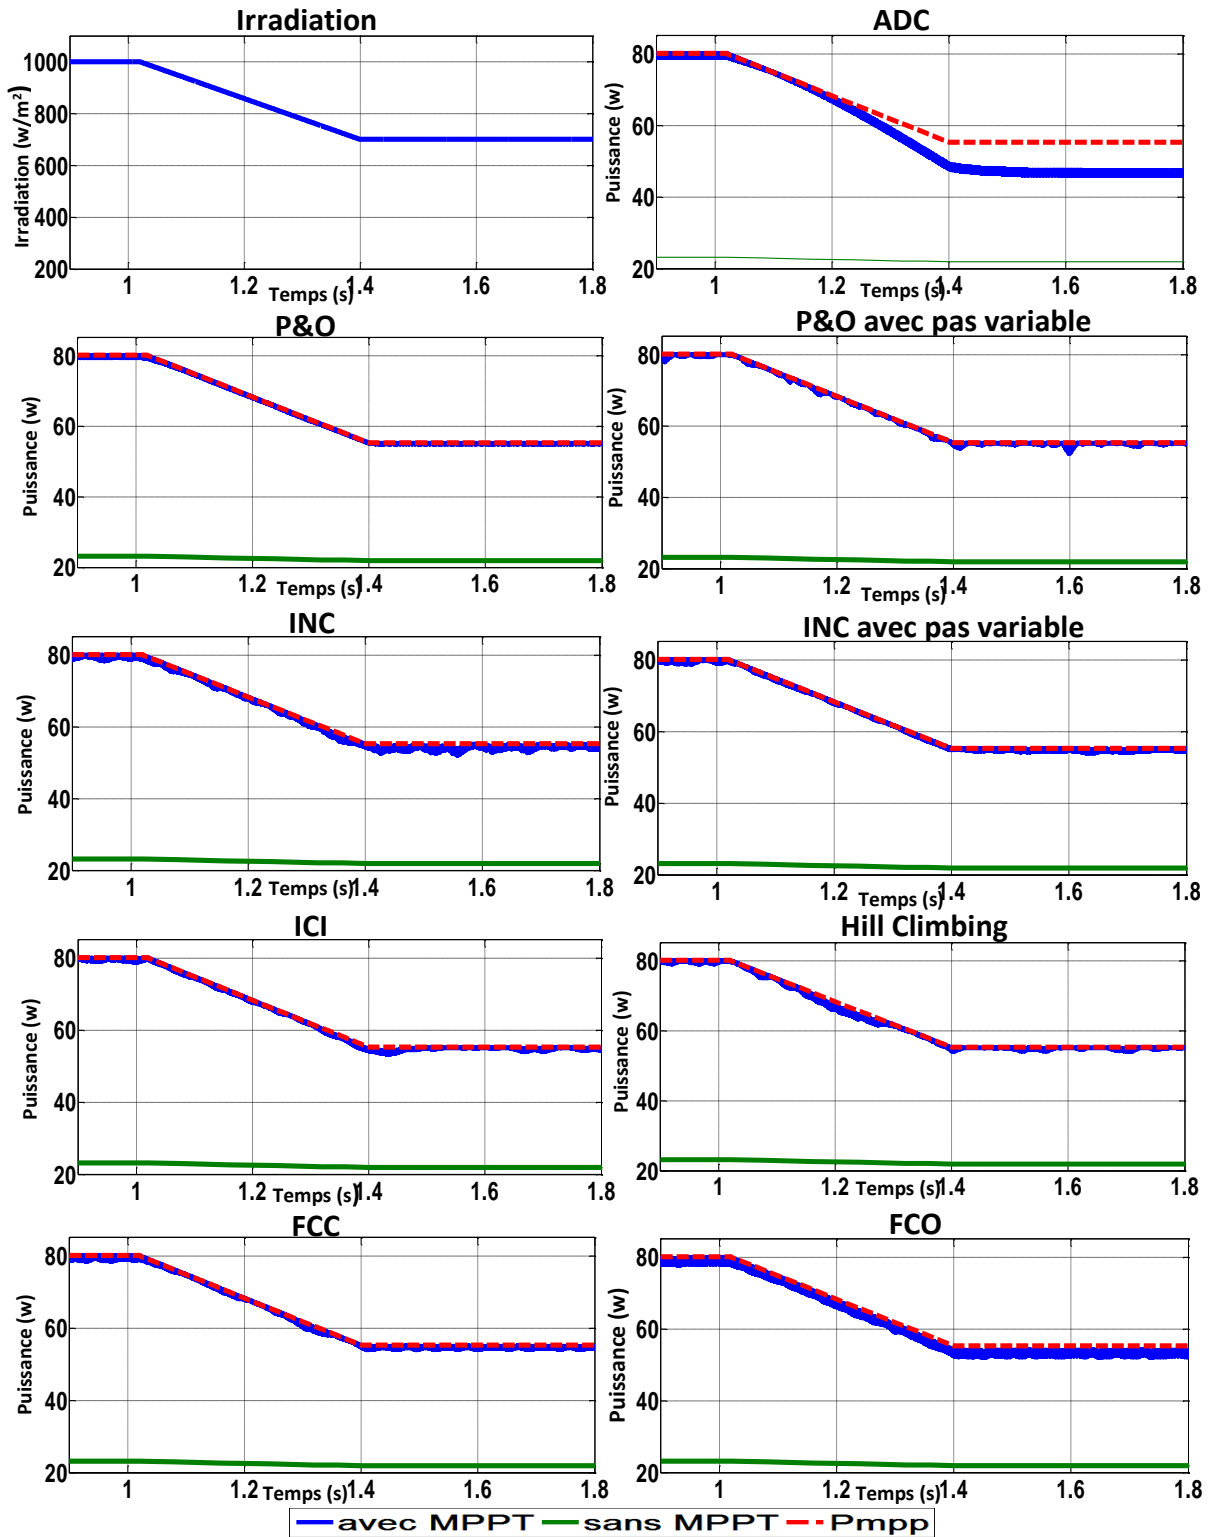 Irradiation
Irradiation (w/m²)
1000
800
600
400
200
1
1.2
1.4
1.6
1.8
Temps (s)
ADC
Puissance (w)
80
60
40
20
1
1.2
1.4
1.6
1.8
Temps (s)
P&O
Puissance (w)
80
60
40
20
1
1.2
1.4
1.6
1.8
Temps (s)
P&O avec pas variable
Puissance (w)
80
60
40
20
1
1.2
1.4
1.6
1.8
Temps (s)
INC
Puissance (w)
80
60
40
20
1
1.2
1.4
1.6
1.8
Temps (s)
INC avec pas variable
Puissance (w)
80
60
40
20
1
1.2
1.4
1.6
1.8
Temps (s)
ICI
Puissance (w)
80
60
40
20
1
1.2
1.4
1.6
1.8
Temps (s)
Hill Climbing
Puissance (w)
80
60
40
20
1
1.2
1.4
1.6
1.8
Temps (s)
FCC
Puissance (w)
80
60
40
20
1
1.2
1.4
1.6
1.8
Temps (s)
FCO
Puissance (w)
80
60
40
20
1
1.2
1.4
1.6
1.8
Temps (s)
avec MPPT sans MPPT Pmpp